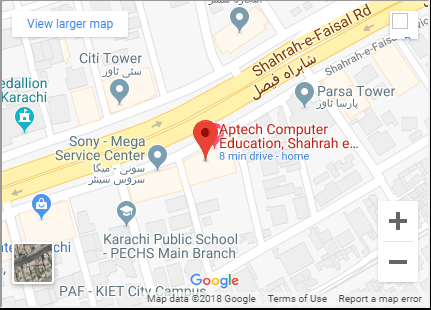 View larger map
Shahrah-e-Faisal Rd
شاہراہ فیصل
Shahrah-e-Faisal
Citi Tower
سٹی ٹاور
Parsa Tower
پارسا ٹاور
edallion
Karachi
Aptech Computer
Education, Shahrah e...
8 min drive - home
Sony - Mega
Service Center
سونی - میگا
سروس سینٹر
Karachi Public School
- PECHS Main Branch
PAF - KIET City Campus
Google
Map data ©2018 Google
Terms of Use
Report a map error